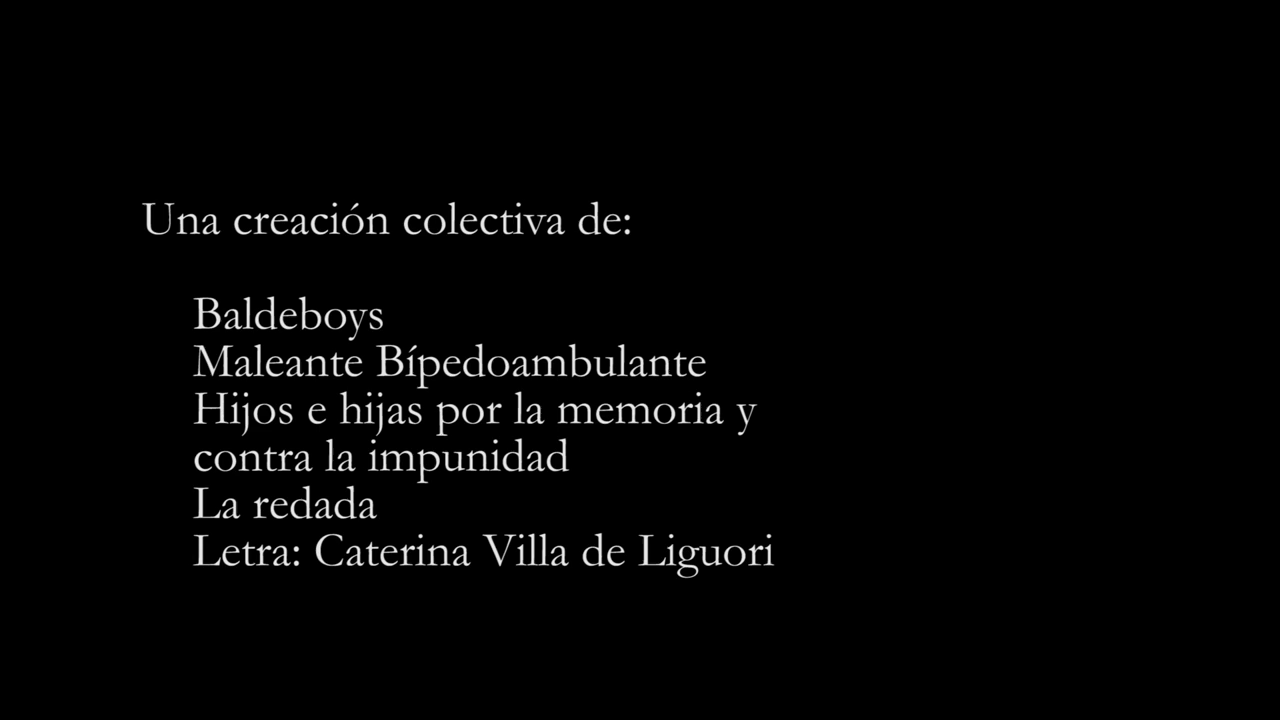 Una creación colectiva de:
Baldeboys
Maleante Bípedoambulante
Hijos e hijas por la memoria y
contra la impunidad
La redada
Letra: Caterina Villa de Liguori